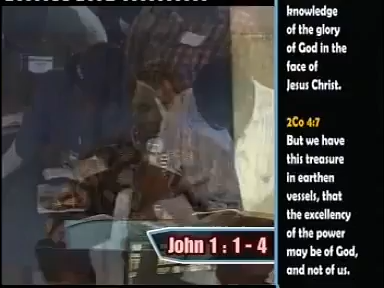 knowledge
of the glory
of God in the
face of
Jesus Christ.
2Co 4:7
But we have
this treasure
in earthen
vessels, that
the excellency
of the power
may be of God,
and not of us.
John 1 : 1 - 4